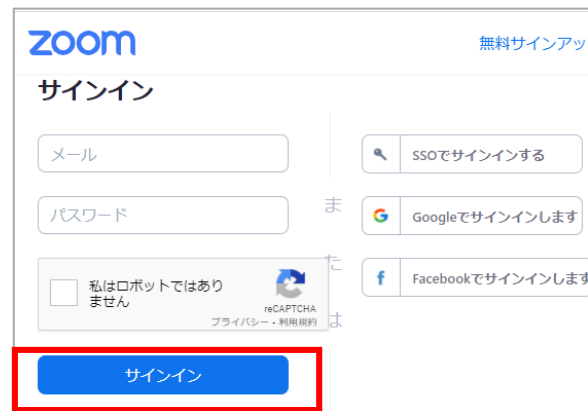 zoom
無料サインアッ
サインイン
メール
パスワード
私はロボットではあり
ません
reCAPTCHA
プライバシー・利用規約
サインイン
ま
た
は
SSOでサインインする
Googleでサインインします
Facebookでサインインします